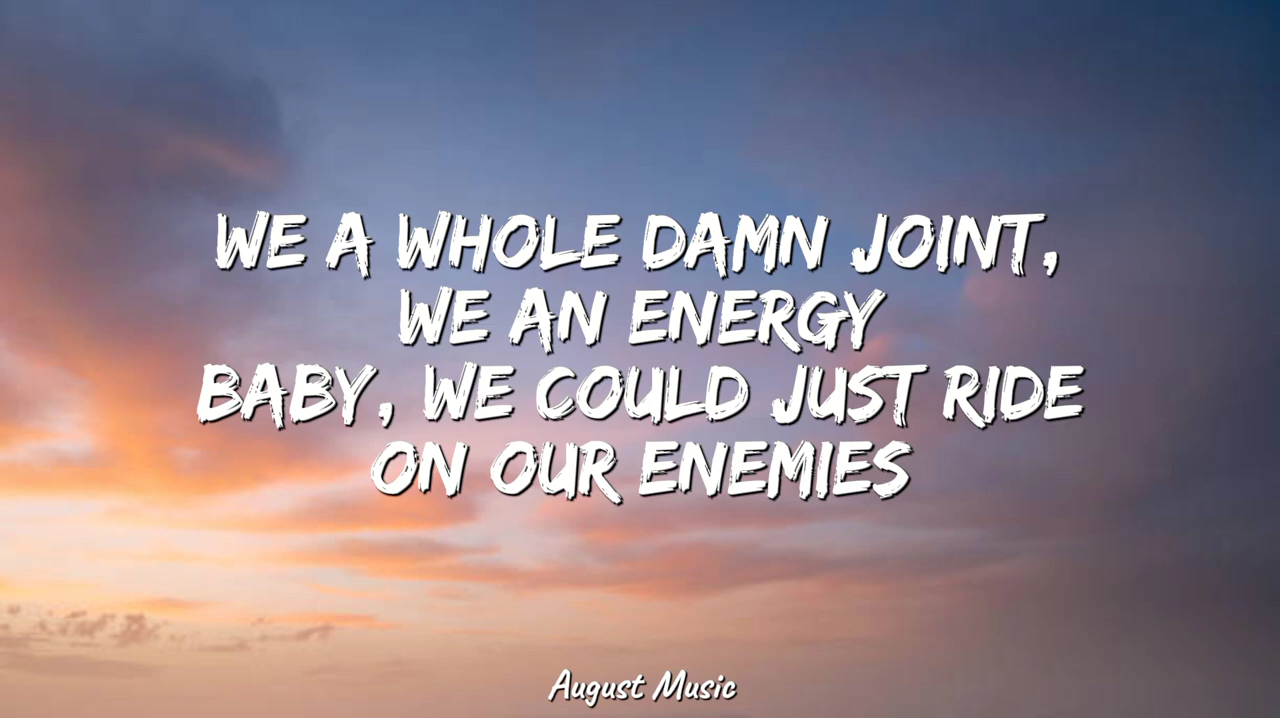 WE A WHOLE DAMN JOINT,
WE AN ENERGY
BABY, WE COULD JUST RIDE
ON OUR ENEMIES
August Music